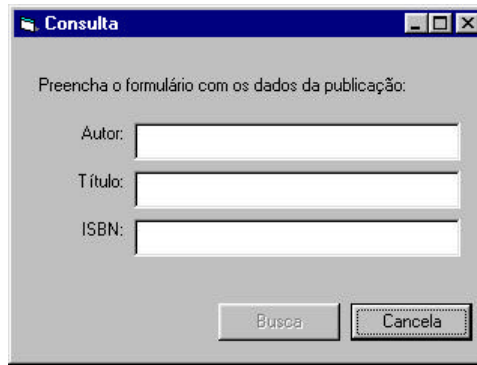 Consulta
Preencha o formulário com os dados da publicação:
Autor:
Título:
ISBN:
Busca Cancela